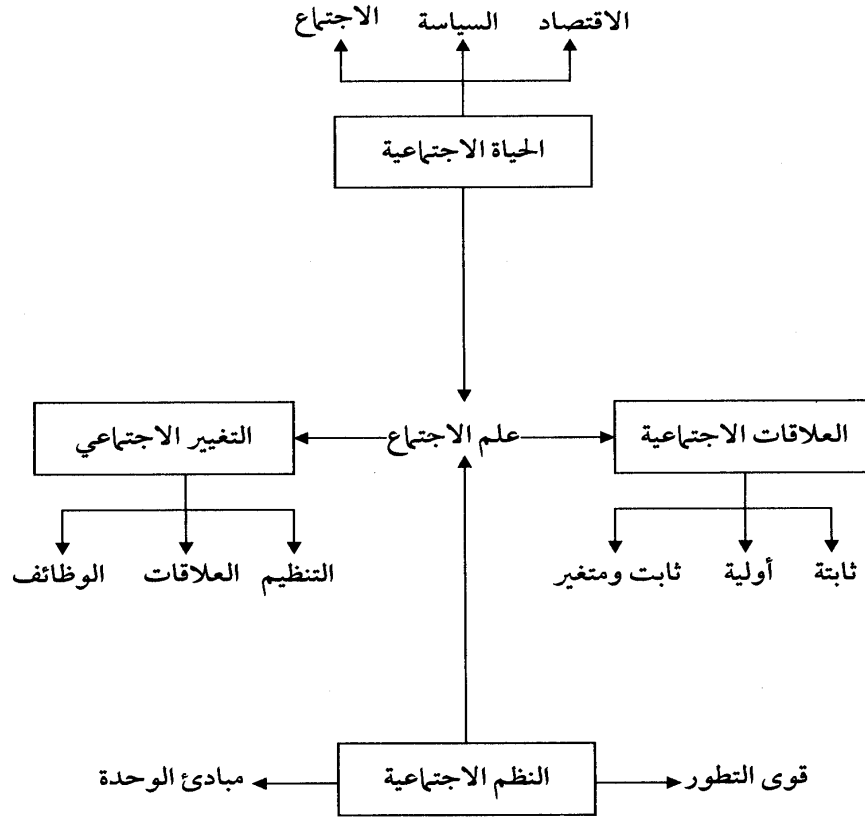 الاقتصاد السياسة الاجتماع
الحياة الاجتماعية
العلاقات الاجتماعية علم الاجتماع التغيير الاجتماعي
ثابتة أولية ثابت ومتغير التنظيم العلاقات الوظائف
قوى التطور النظم الاجتماعية مبادئ الوحدة